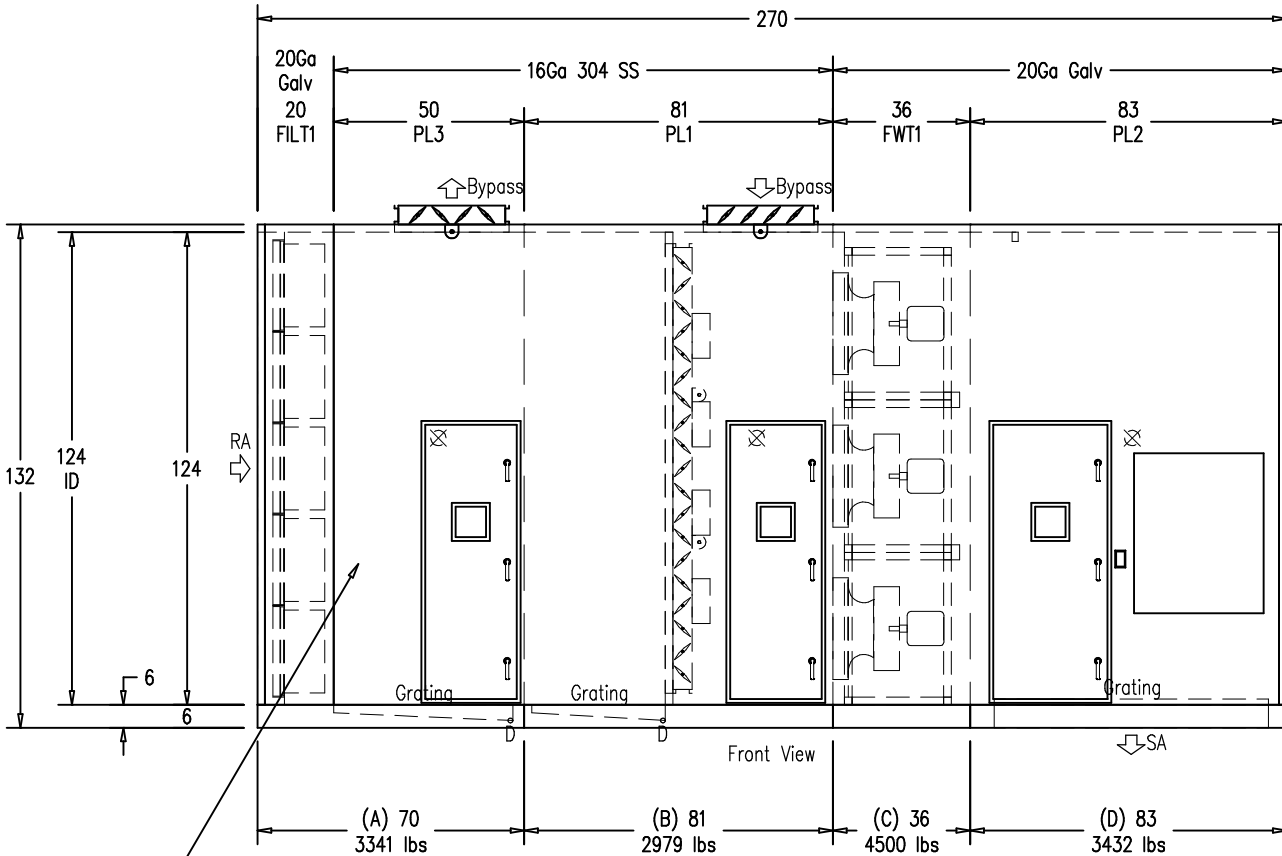 270
20Ga
Galv
16Ga 304 SS
20Ga Galv
20
FILT1
50
PL3
81
PL1
36
FWT1
83
PL2
Bypass
Bypass
RA
132
124
ID
124
6
6
Grating
Grating
Grating
D
D
Front View
SA
(A) 70
3341 lbs
(B) 81
2979 lbs
(C) 36
4500 lbs
(D) 83
3432 lbs